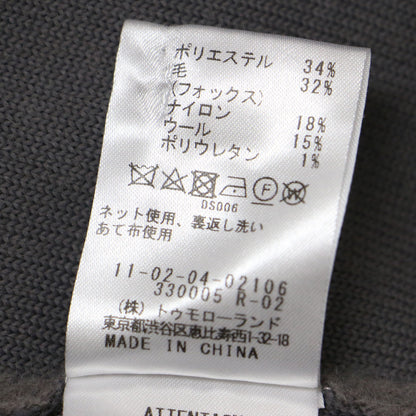 ポリエステル 34%
毛 32%
(フォックス)
ナイロン 18%
ウール 15%
ポリウレタン 1%
F W
DS006
ネット使用、裏返し洗い
あて布使用
11-02-04-02106
330005 R-02
(株)トゥモローランド
東京都渋谷区恵比寿西1-32-18
MADE IN CHINA